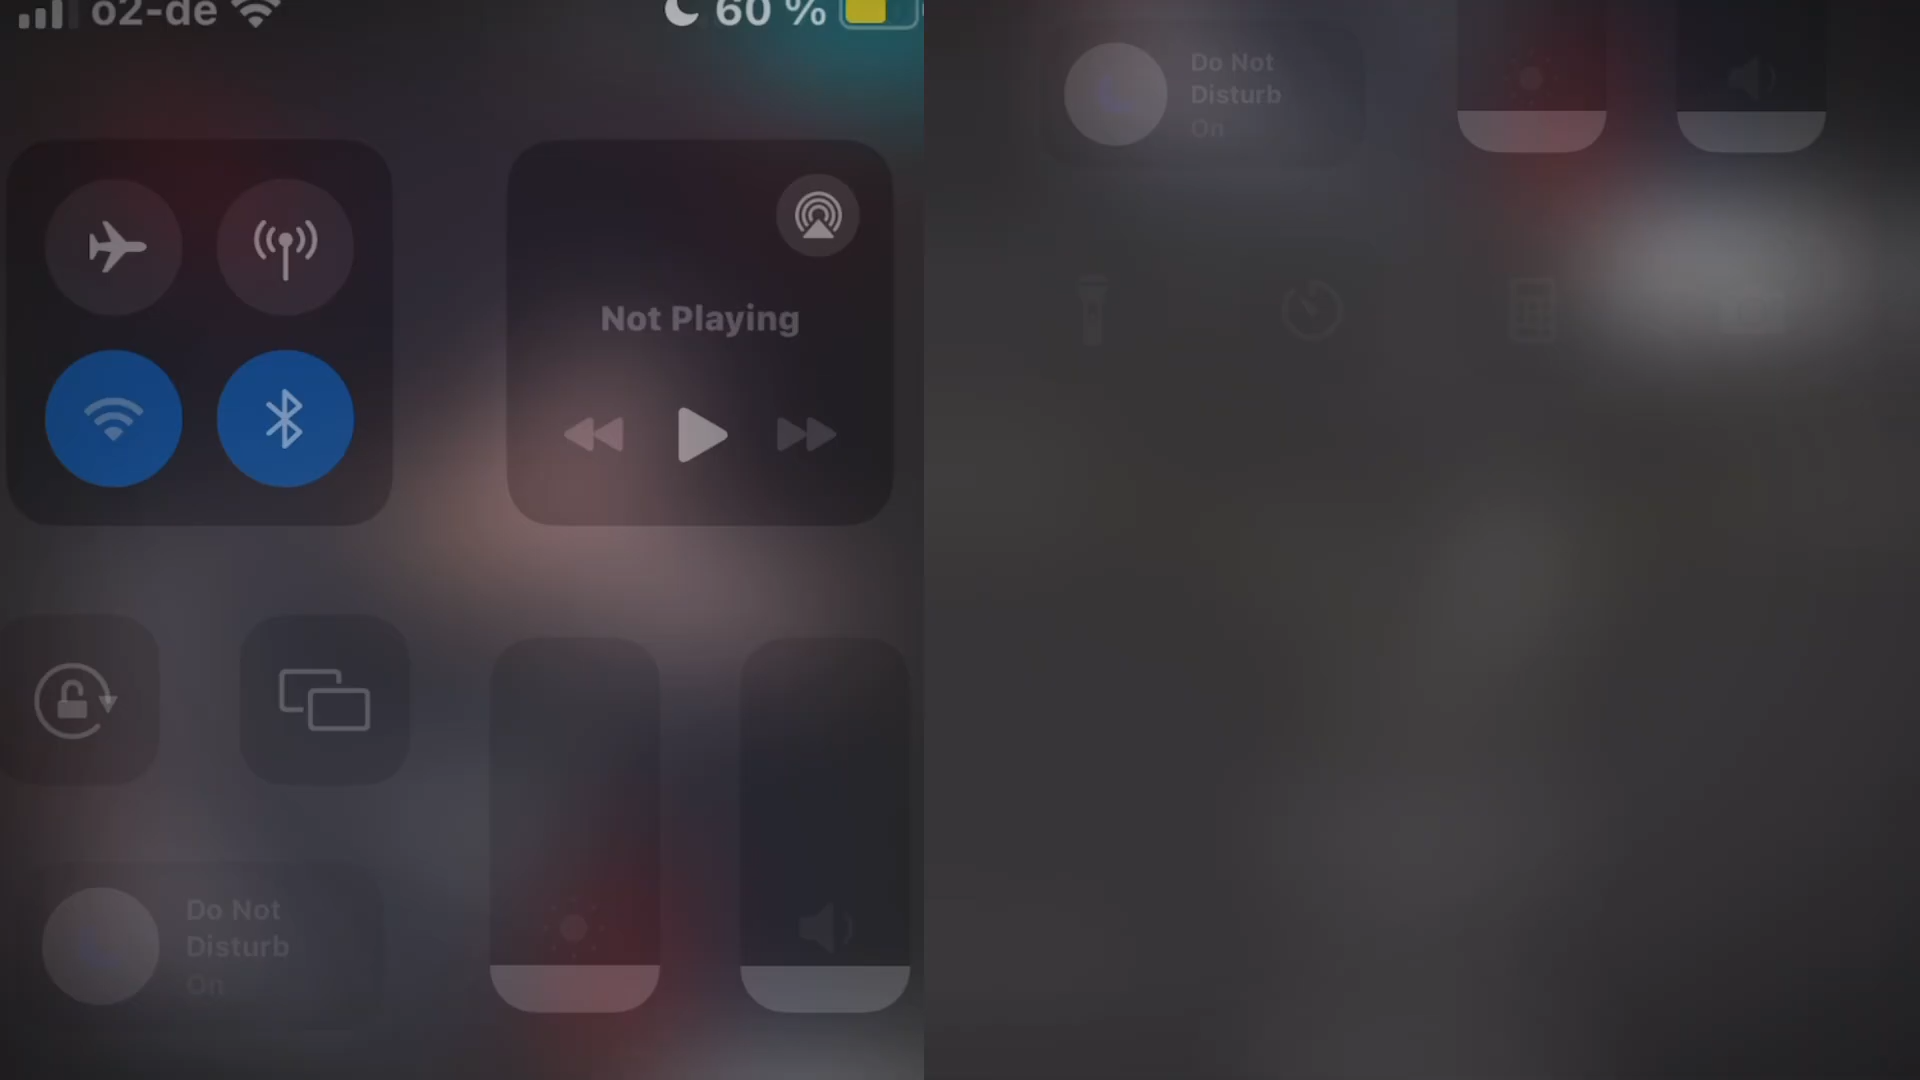 o2-de 60 %
Not Playing
Do Not
Disturb
On
Do Not
Disturb
On